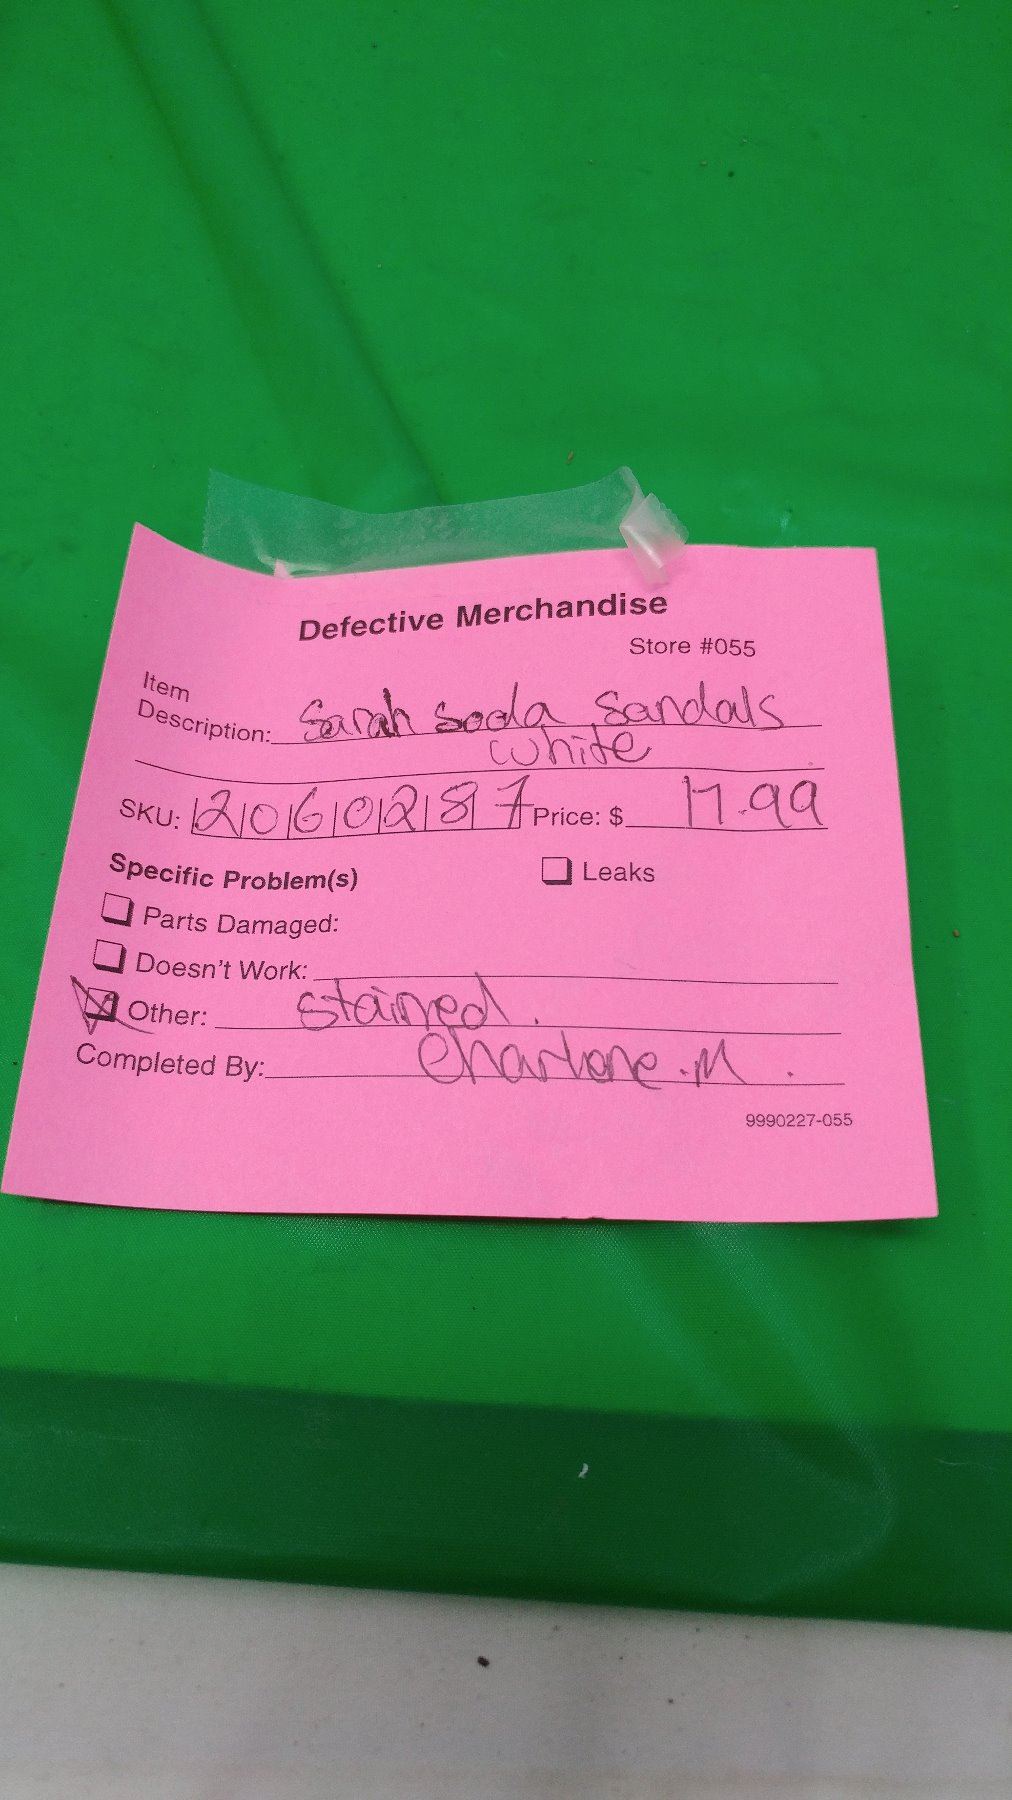 Defective Merchandise
Store #055
Item
Description: Sarah Soda Sandals
white
SKU: 2060287 Price: $ 17.99
Specific Problem(s)
Leaks
Parts Damaged:
Doesn't Work:
Other: stained.
Completed By: Charlene.M.
9990227-055